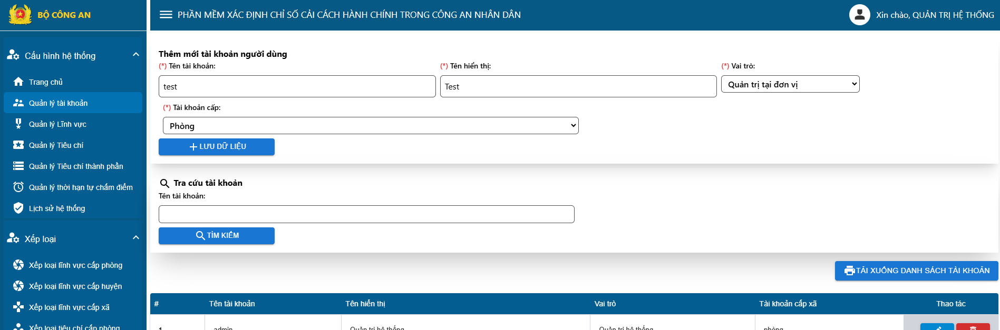 BỘ CÔNG AN
PHẦN MỀM XÁC ĐỊNH CHỈ SỐ CẢI CÁCH HÀNH CHÍNH TRONG CÔNG AN NHÂN DÂN
Xin chào, QUẢN TRỊ HỆ THỐNG
Cấu hình hệ thống
Trang chủ
Quản lý tài khoản
Quản lý Lĩnh vực
Quản lý Tiêu chí
Quản lý Tiêu chí thành phần
Quản lý thời hạn tự chấm điểm
Lịch sử hệ thống
Xếp loại
Xếp loại lĩnh vực cấp phòng
Xếp loại lĩnh vực cấp huyện
Xếp loại lĩnh vực cấp xã
Xếp loại tiêu chí cấp phòng
Thêm mới tài khoản người dùng
(*) Tên tài khoản:
(*) Tên hiển thị:
(*) Vai trò:
test
Test
Quản trị tại đơn vị
(*) Tài khoản cấp:
Phòng
LƯU DỮ LIỆU
Tra cứu tài khoản
Tên tài khoản:
TÌM KIẾM
TẢI XUỐNG DANH SÁCH TÀI KHOẢN
# Tên tài khoản Tên hiển thị Vai trò Tài khoản cấp xã Thao tác
1 admin Quản trị hệ thống Quản trị hệ thống phòng